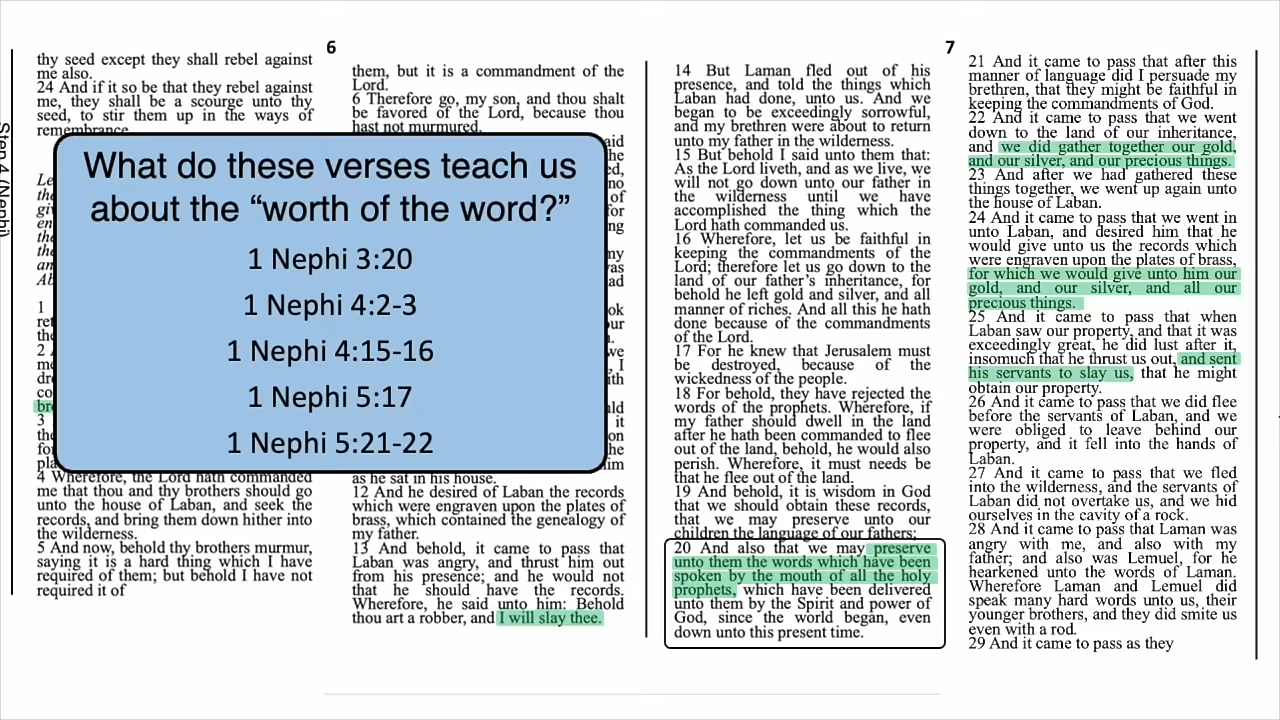 6
7
thy seed except they shall rebel against
me also.
24 And if it so be that they rebel against
me, they shall be a scourge unto thy
seed, to stir them up in the ways of
remembrance.
1
2
3
4 Wherefore, the Lord hath commanded
me that thou and thy brothers should go
unto the house of Laban, and seek the
records, and bring them down hither into
the wilderness.
5 And now, behold thy brothers murmur,
saying it is a hard thing which I have
required of them; but behold I have not
required it of
What do these verses teach us
about the “worth of the word?”
1 Nephi 3:20
1 Nephi 4:2-3
1 Nephi 4:15-16
1 Nephi 5:17
1 Nephi 5:21-22
them, but it is a commandment of the
Lord.
6 Therefore go, my son, and thou shalt
be favored of the Lord, because thou
hast not murmured.
as he sat in his house.
12 And he desired of Laban the records
which were engraven upon the plates of
brass, which contained the genealogy of
my father.
13 And behold, it came to pass that
Laban was angry, and thrust him out
from his presence; and he would not
that he should have the records.
Wherefore, he said unto him: Behold
thou art a robber, and I will slay thee.
14 But Laman fled out of his
presence, and told the things which
Laban had done, unto us. And we
began to be exceedingly sorrowful,
and my brethren were about to return
unto my father in the wilderness.
15 But behold I said unto them that:
As the Lord liveth, and as we live, we
will not go down unto our father in
the wilderness until we have
accomplished the thing which the
Lord hath commanded us.
16 Wherefore, let us be faithful in
keeping the commandments of the
Lord; therefore let us go down to the
land of our father’s inheritance, for
behold he left gold and silver, and all
manner of riches. And all this he hath
done because of the commandments
of the Lord.
17 For he knew that Jerusalem must
be destroyed, because of the
wickedness of the people.
18 For behold, they have rejected the
words of the prophets. Wherefore, if
my father should dwell in the land
after he hath been commanded to flee
out of the land, behold, he would also
perish. Wherefore, it must needs be
that he flee out of the land.
19 And behold, it is wisdom in God
that we should obtain these records,
that we may preserve unto our
children the language of our fathers;
20 And also that we may preserve
unto them the words which have been
spoken by the mouth of all the holy
prophets, which have been delivered
unto them by the Spirit and power of
God, since the world began, even
down unto this present time.
21 And it came to pass that after this
manner of language did I persuade my
brethren, that they might be faithful in
keeping the commandments of God.
22 And it came to pass that we went
down to the land of our inheritance,
and we did gather together our gold,
and our silver, and our precious things.
23 And after we had gathered these
things together, we went up again unto
the house of Laban.
24 And it came to pass that we went in
unto Laban, and desired him that he
would give unto us the records which
were engraven upon the plates of brass,
for which we would give unto him our
gold, and our silver, and all our
precious things.
25 And it came to pass that when
Laban saw our property, and that it was
exceedingly great, he did lust after it,
insomuch that he thrust us out, and sent
his servants to slay us, that he might
obtain our property.
26 And it came to pass that we did flee
before the servants of Laban, and we
were obliged to leave behind our
property, and it fell into the hands of
Laban.
27 And it came to pass that we fled
into the wilderness, and the servants of
Laban did not overtake us, and we hid
ourselves in the cavity of a rock.
28 And it came to pass that Laman was
angry with me, and also with my
father; and also was Lemuel, for he
hearkened unto the words of Laman.
Wherefore Laman and Lemuel did
speak many hard words unto us, their
younger brothers, and they did smite us
even with a rod.
29 And it came to pass as they